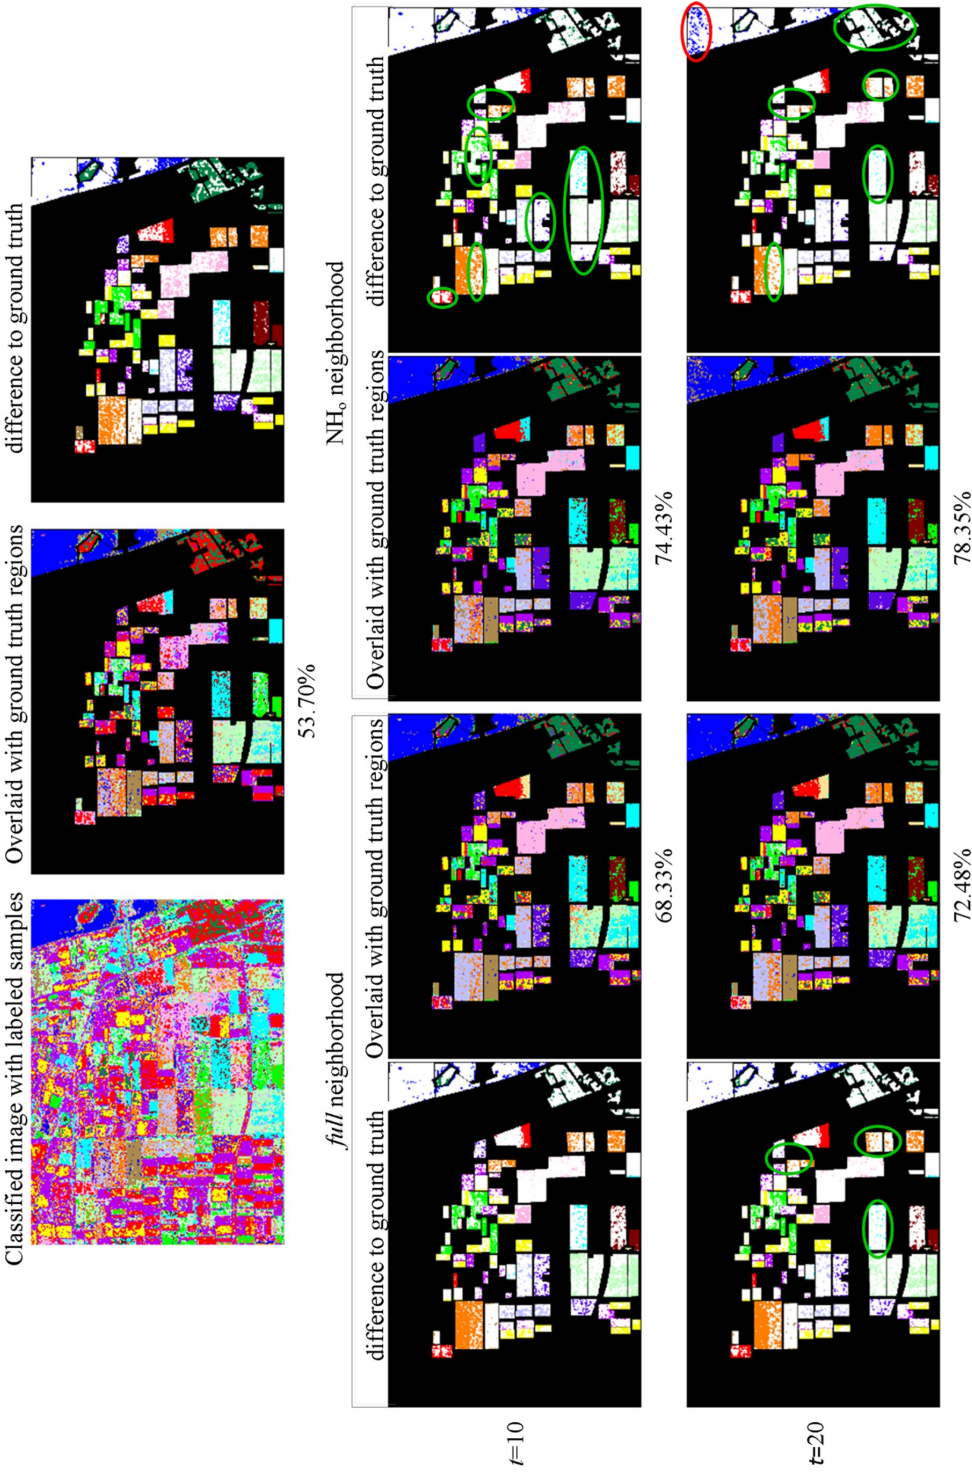 Classified image with labeled samples
Overlaid with ground truth regions
difference to ground truth
53.70%
full neighborhood
NHₒ neighborhood
difference to ground truth
Overlaid with ground truth regions
Overlaid with ground truth regions
difference to ground truth
t=10
68.33%
74.43%
t=20
72.48%
78.35%